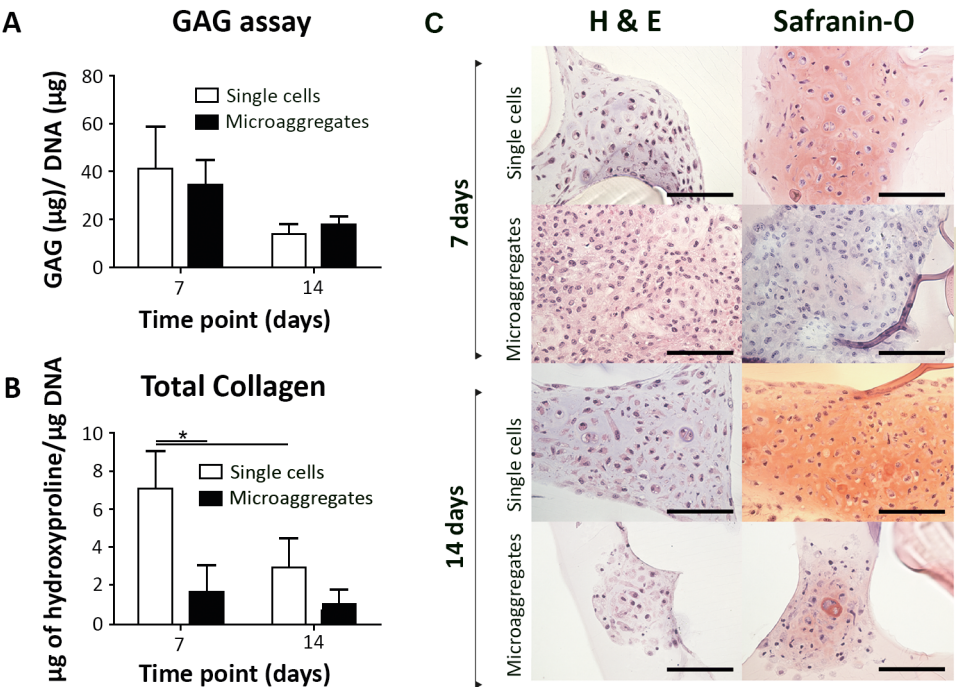 A
GAG assay
GAG (µg)/ DNA (µg)
80
60
40
20
0
Single cells
Microaggregates
7
14
Time point (days)
B
Total Collagen
µg of hydroxyproline/µg DNA
10
8
6
4
2
0
*
Single cells
Microaggregates
7
14
Time point (days)
C
H & E
Safranin-O
7 days
Single cells
Microaggregates
14 days
Single cells
Microaggregates